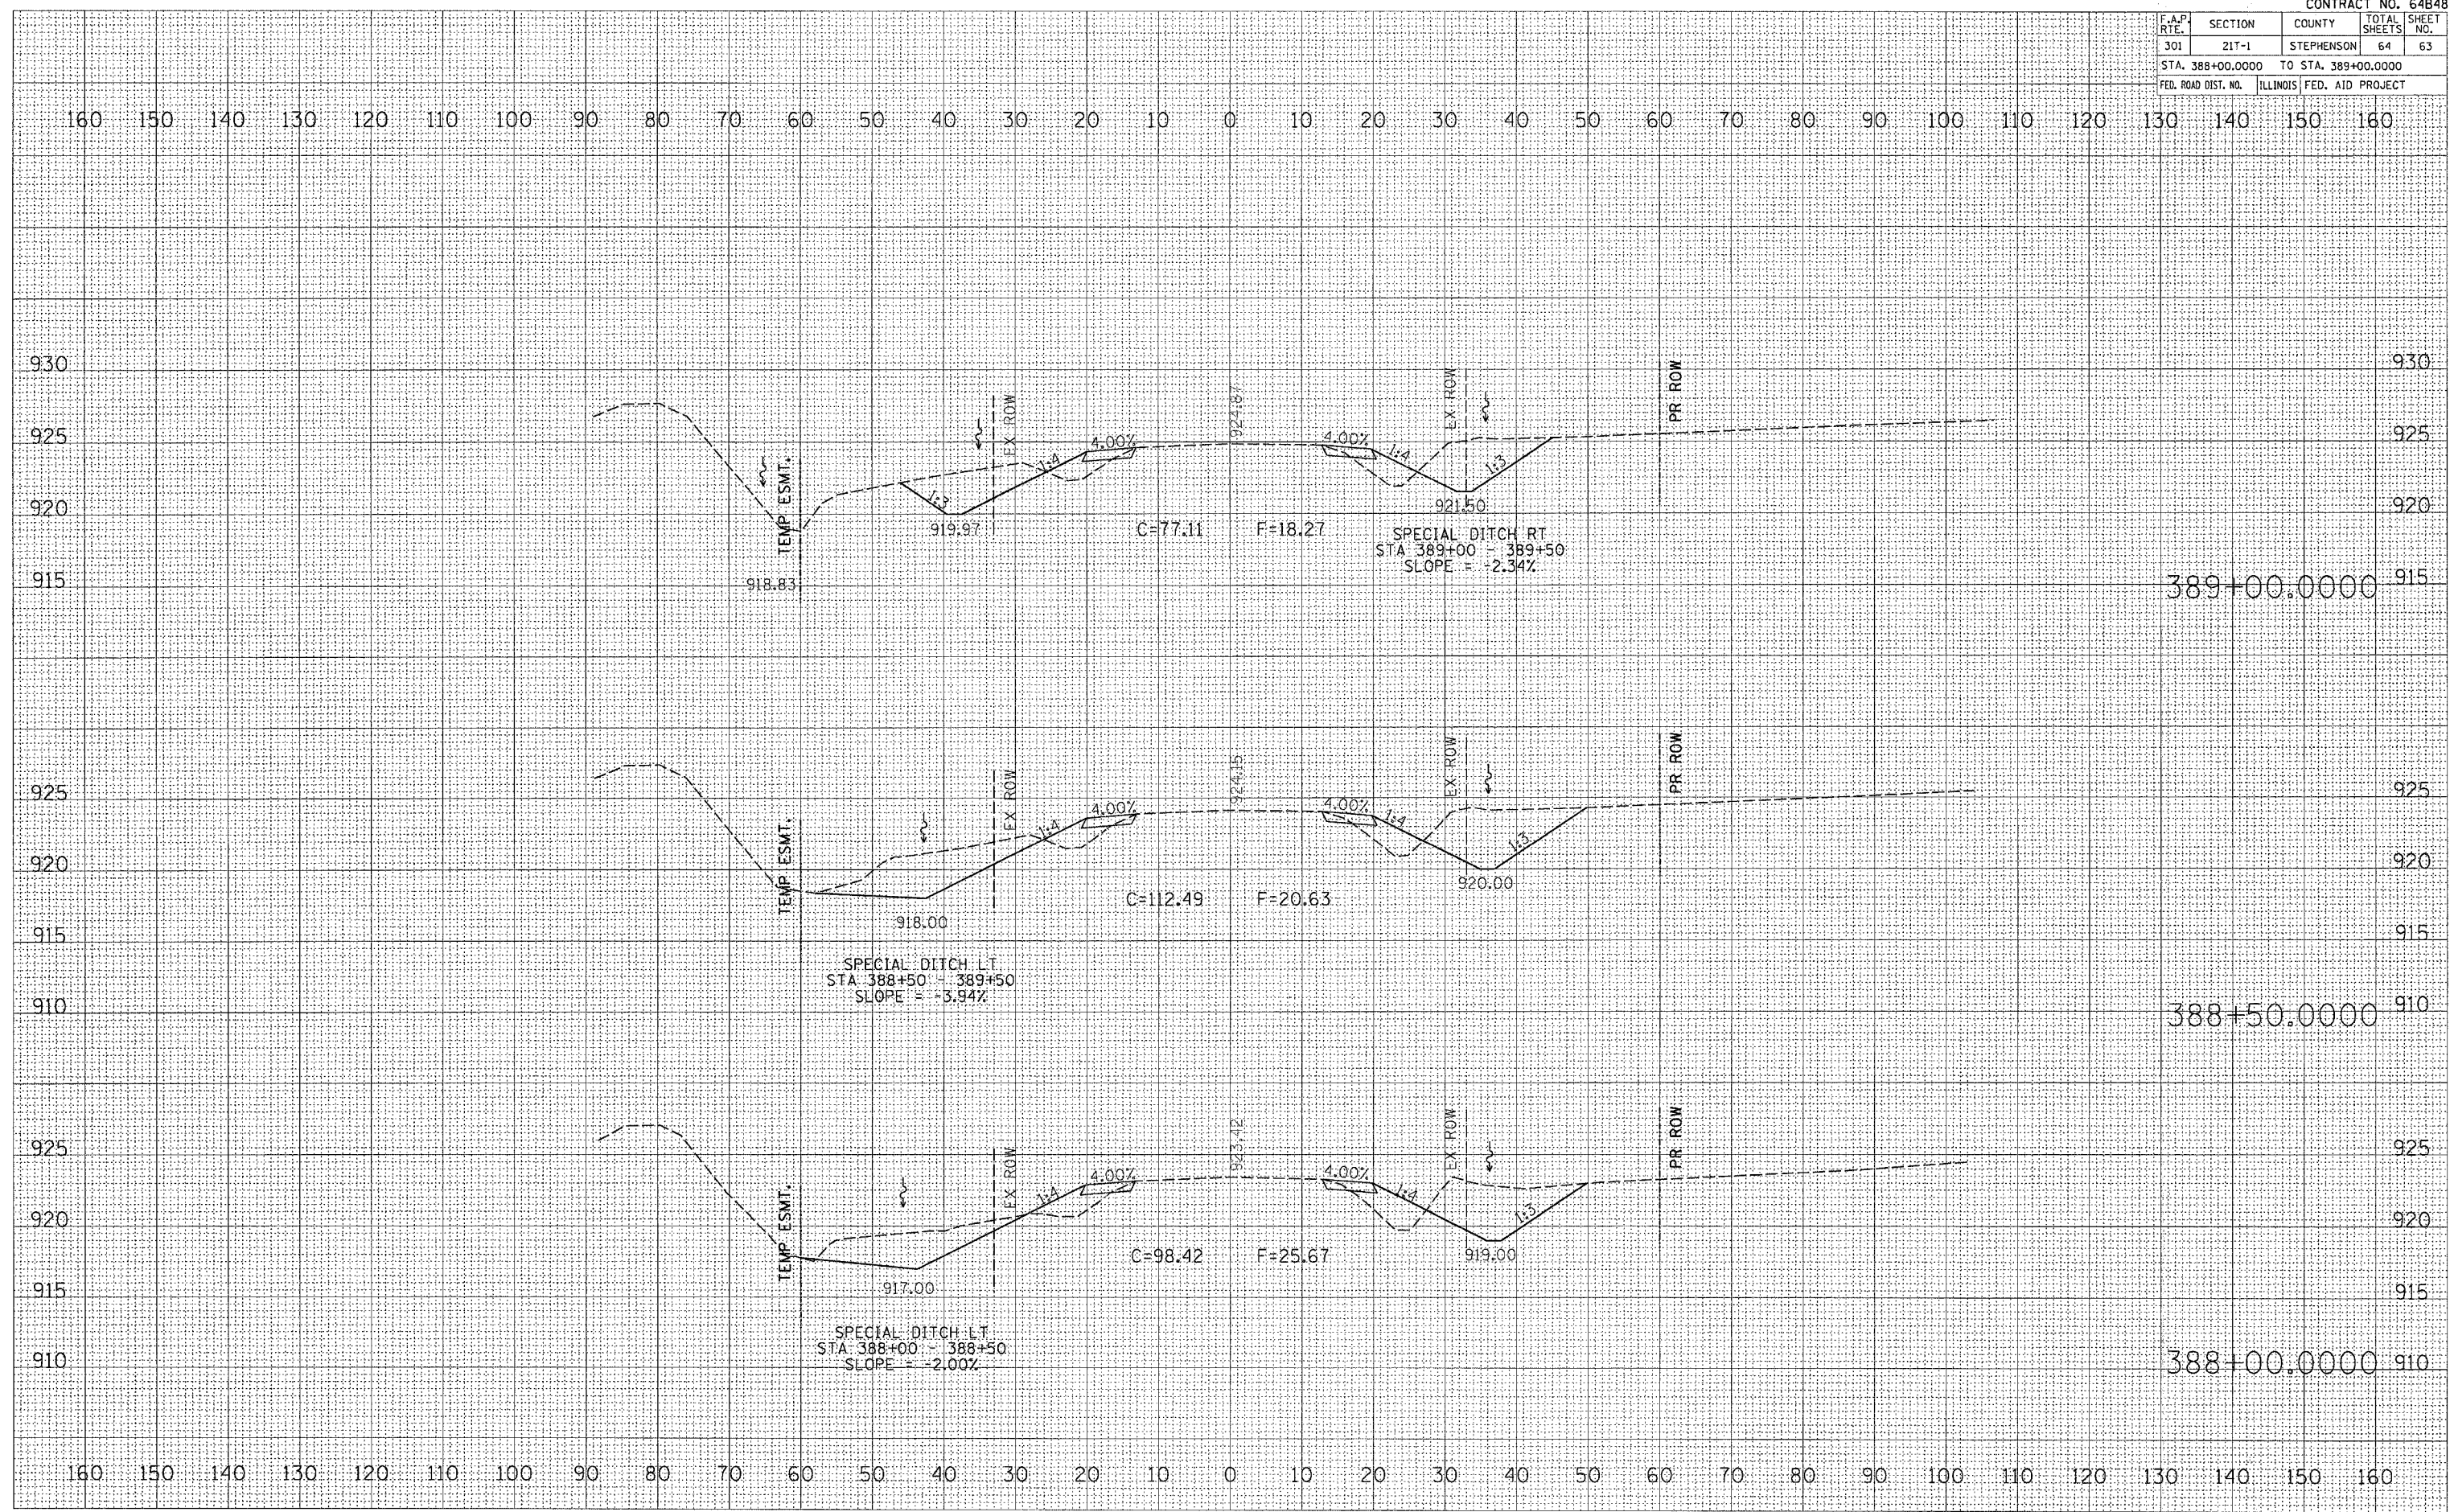 CONTRACT NO. 64B48
F.A.P. RTE. SECTION COUNTY TOTAL SHEETS SHEET NO.
301 21T-1 STEPHENSON 64 63
STA. 388+00.0000 TO STA. 389+00.0000
FED. ROAD DIST. NO. ILLINOIS FED. AID PROJECT
160 150 140 130 120 110 100 90 80 70 60 50 40 30 20 10 0 10 20 30 40 50 60 70 80 90 100 110 120 130 140 150 160
930 930
925 925
920 920
915 915
TEMP ESMT.
EX ROW
924.87
EX ROW
PR ROW
1:3 1:4 4.00% 4.00% 1:4 1:3
918.83
919.97
C=77.11 F=18.27
921.50
SPECIAL DITCH RT
STA 389+00 - 389+50
SLOPE = -2.34%
389+00.0000
925 925
920 920
915 915
910 910
TEMP ESMT.
EX ROW
924.15
EX ROW
PR ROW
1:4 4.00% 4.00% 1:4 1:3
918.00
C=112.49 F=20.63
920.00
SPECIAL DITCH LT
STA 388+50 - 389+50
SLOPE = -3.94%
388+50.0000
925 925
920 920
915 915
910 910
TEMP ESMT.
EX ROW
923.42
EX ROW
PR ROW
1:4 4.00% 4.00% 1:4 1:3
917.00
C=98.42 F=25.67
919.00
SPECIAL DITCH LT
STA 388+00 - 388+50
SLOPE = -2.00%
388+00.0000
160 150 140 130 120 110 100 90 80 70 60 50 40 30 20 10 0 10 20 30 40 50 60 70 80 90 100 110 120 130 140 150 160